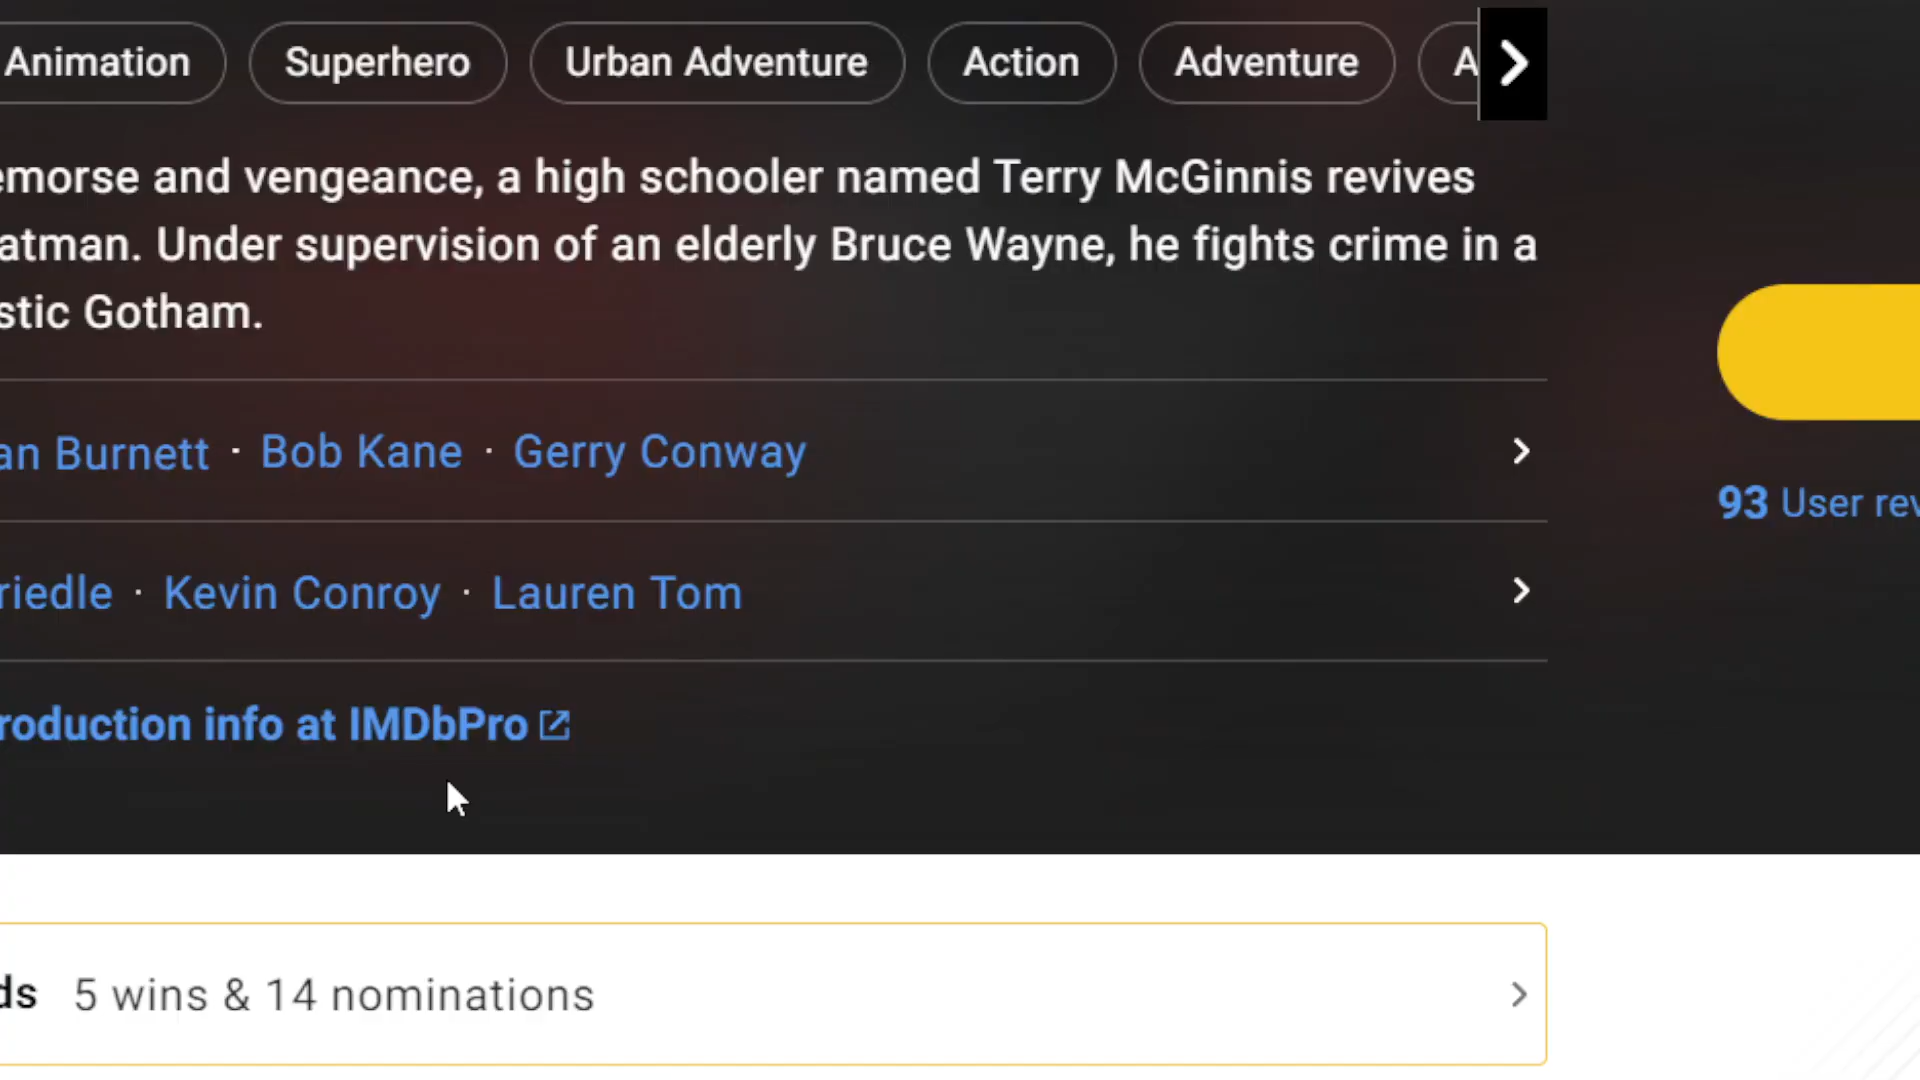 Animation Superhero Urban Adventure Action Adventure A
emorse and vengeance, a high schooler named Terry McGinnis revives
atman. Under supervision of an elderly Bruce Wayne, he fights crime in a
stic Gotham.
an Burnett · Bob Kane · Gerry Conway
93 User rev
riedle · Kevin Conroy · Lauren Tom
roduction info at IMDbPro
ds 5 wins & 14 nominations